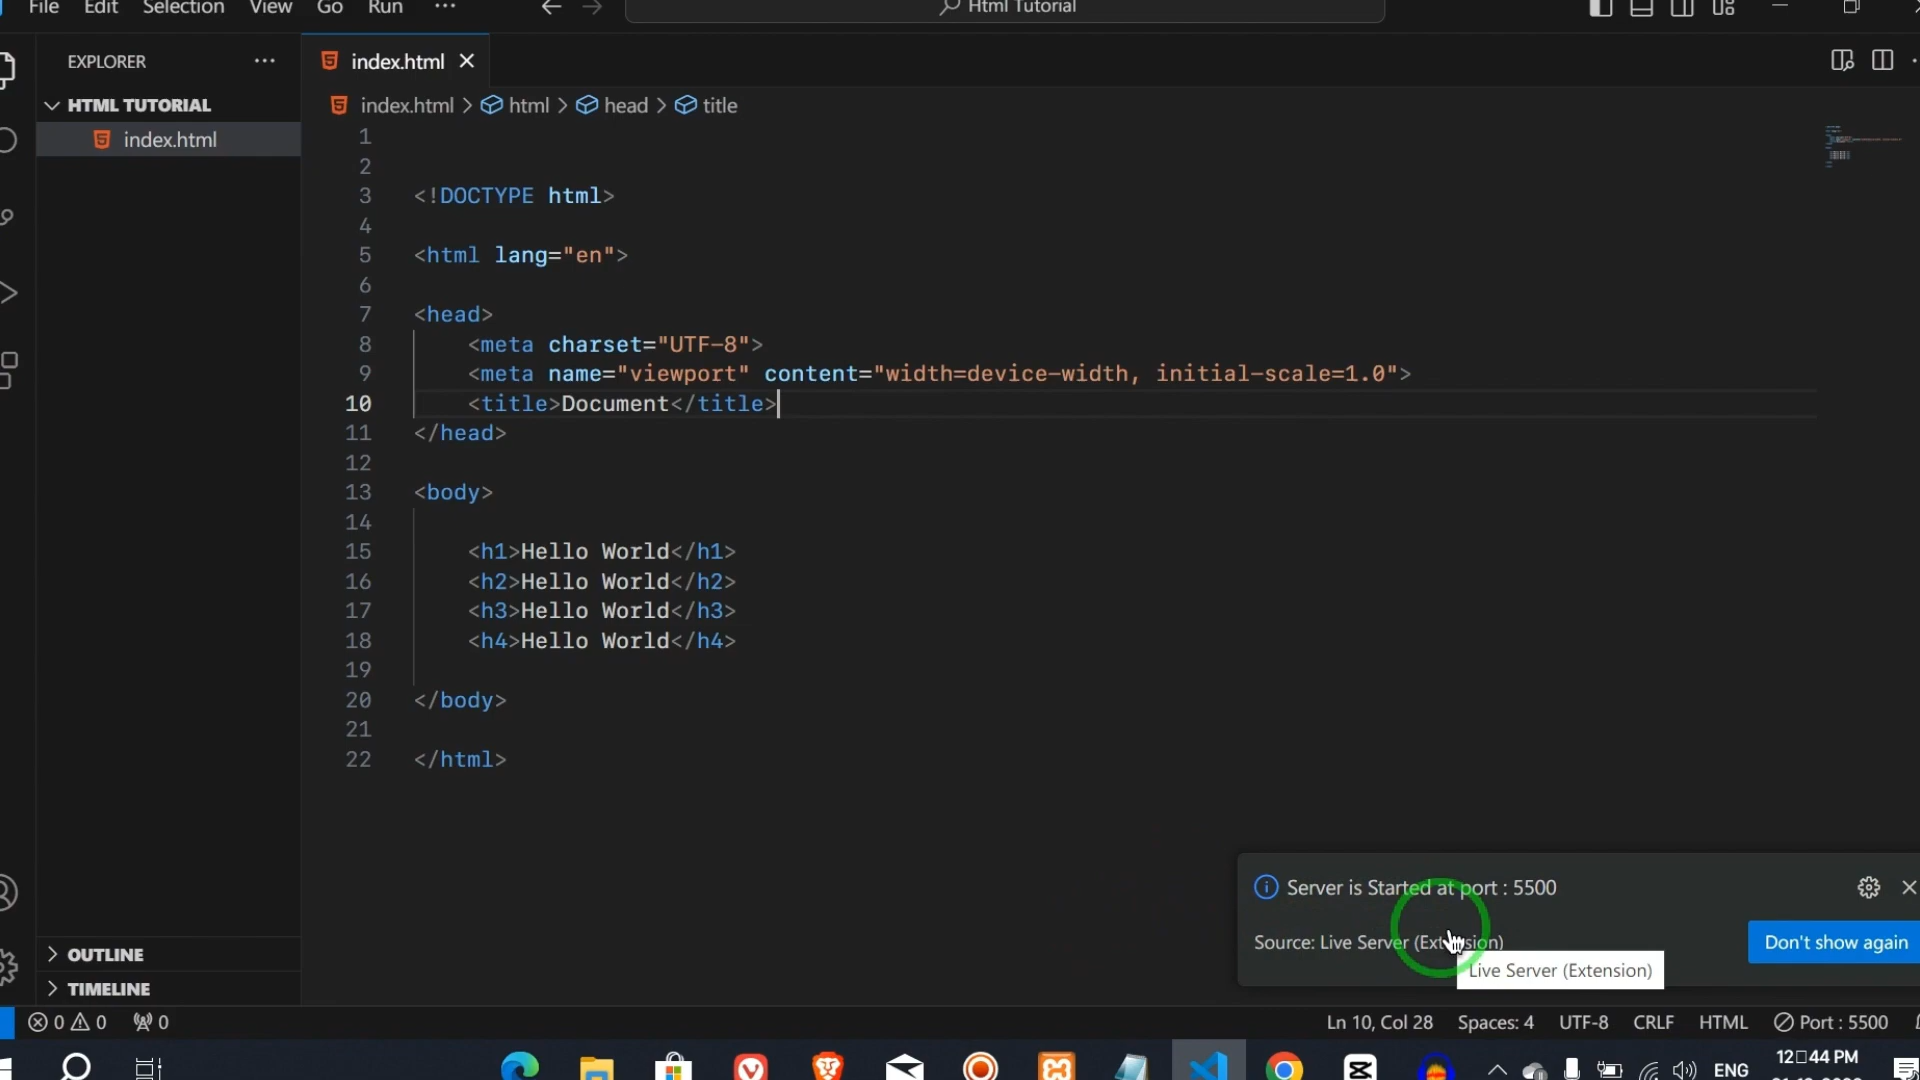 File Edit Selection View Go Run ···
Html Tutorial
EXPLORER ···
HTML TUTORIAL
index.html
index.html
index.html > html > head > title
1
2
3 <!DOCTYPE html>
4
5 <html lang="en">
6
7 <head>
8 <meta charset="UTF-8">
9 <meta name="viewport" content="width=device-width, initial-scale=1.0">
10 <title>Document</title>
11 </head>
12
13 <body>
14
15 <h1>Hello World</h1>
16 <h2>Hello World</h2>
17 <h3>Hello World</h3>
18 <h4>Hello World</h4>
19
20 </body>
21
22 </html>
Server is Started at port : 5500
Source: Live Server (Extension)
Don't show again
Live Server (Extension)
OUTLINE
TIMELINE
0 0 0
Ln 10, Col 28 Spaces: 4 UTF-8 CRLF HTML Port : 5500
ENG
12□44 PM